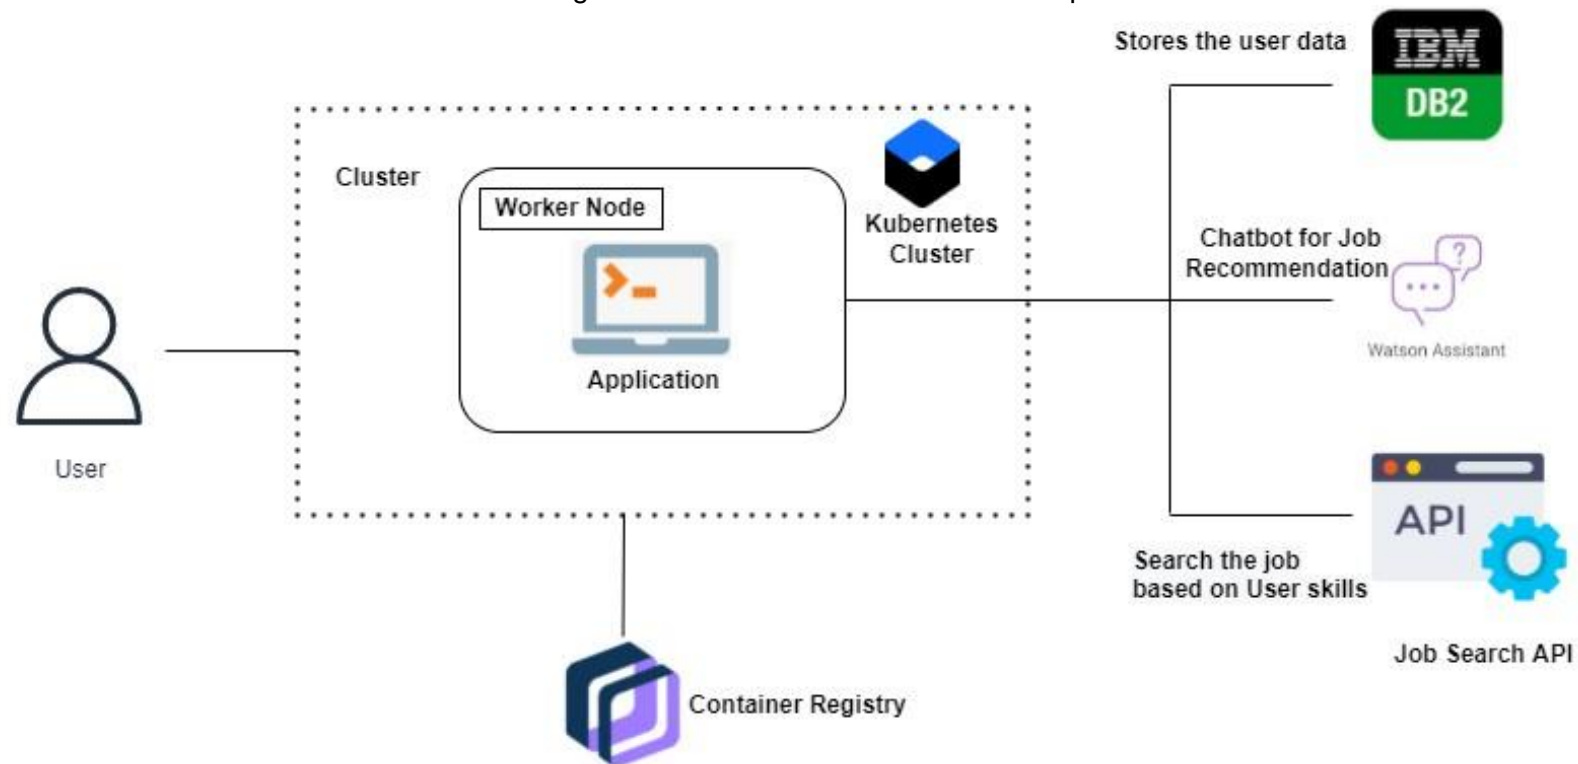 Stores the user data
IBM
DB2
Cluster
Worker Node
Kubernetes
Cluster
Application
Chatbot for Job
Recommendation
?
Watson Assistant
User
API
Search the job
based on User skills
Job Search API
Container Registry